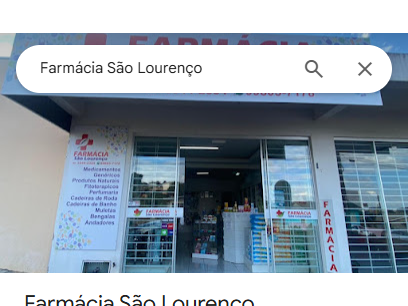 Farmácia São Lourenço
FARMÁCIA
FARMÁCIA
São Lourenço
Medicamentos
Genéricos
Produtos Naturais
Fitoterápicos
Perfumaria
Cadeiras de Roda
Cadeiras de Banho
Muletas
Bengalas
Andadores
FARMÁCIA
FARMÁCIA
FARMÁCIA
Farmácia São Lourenço